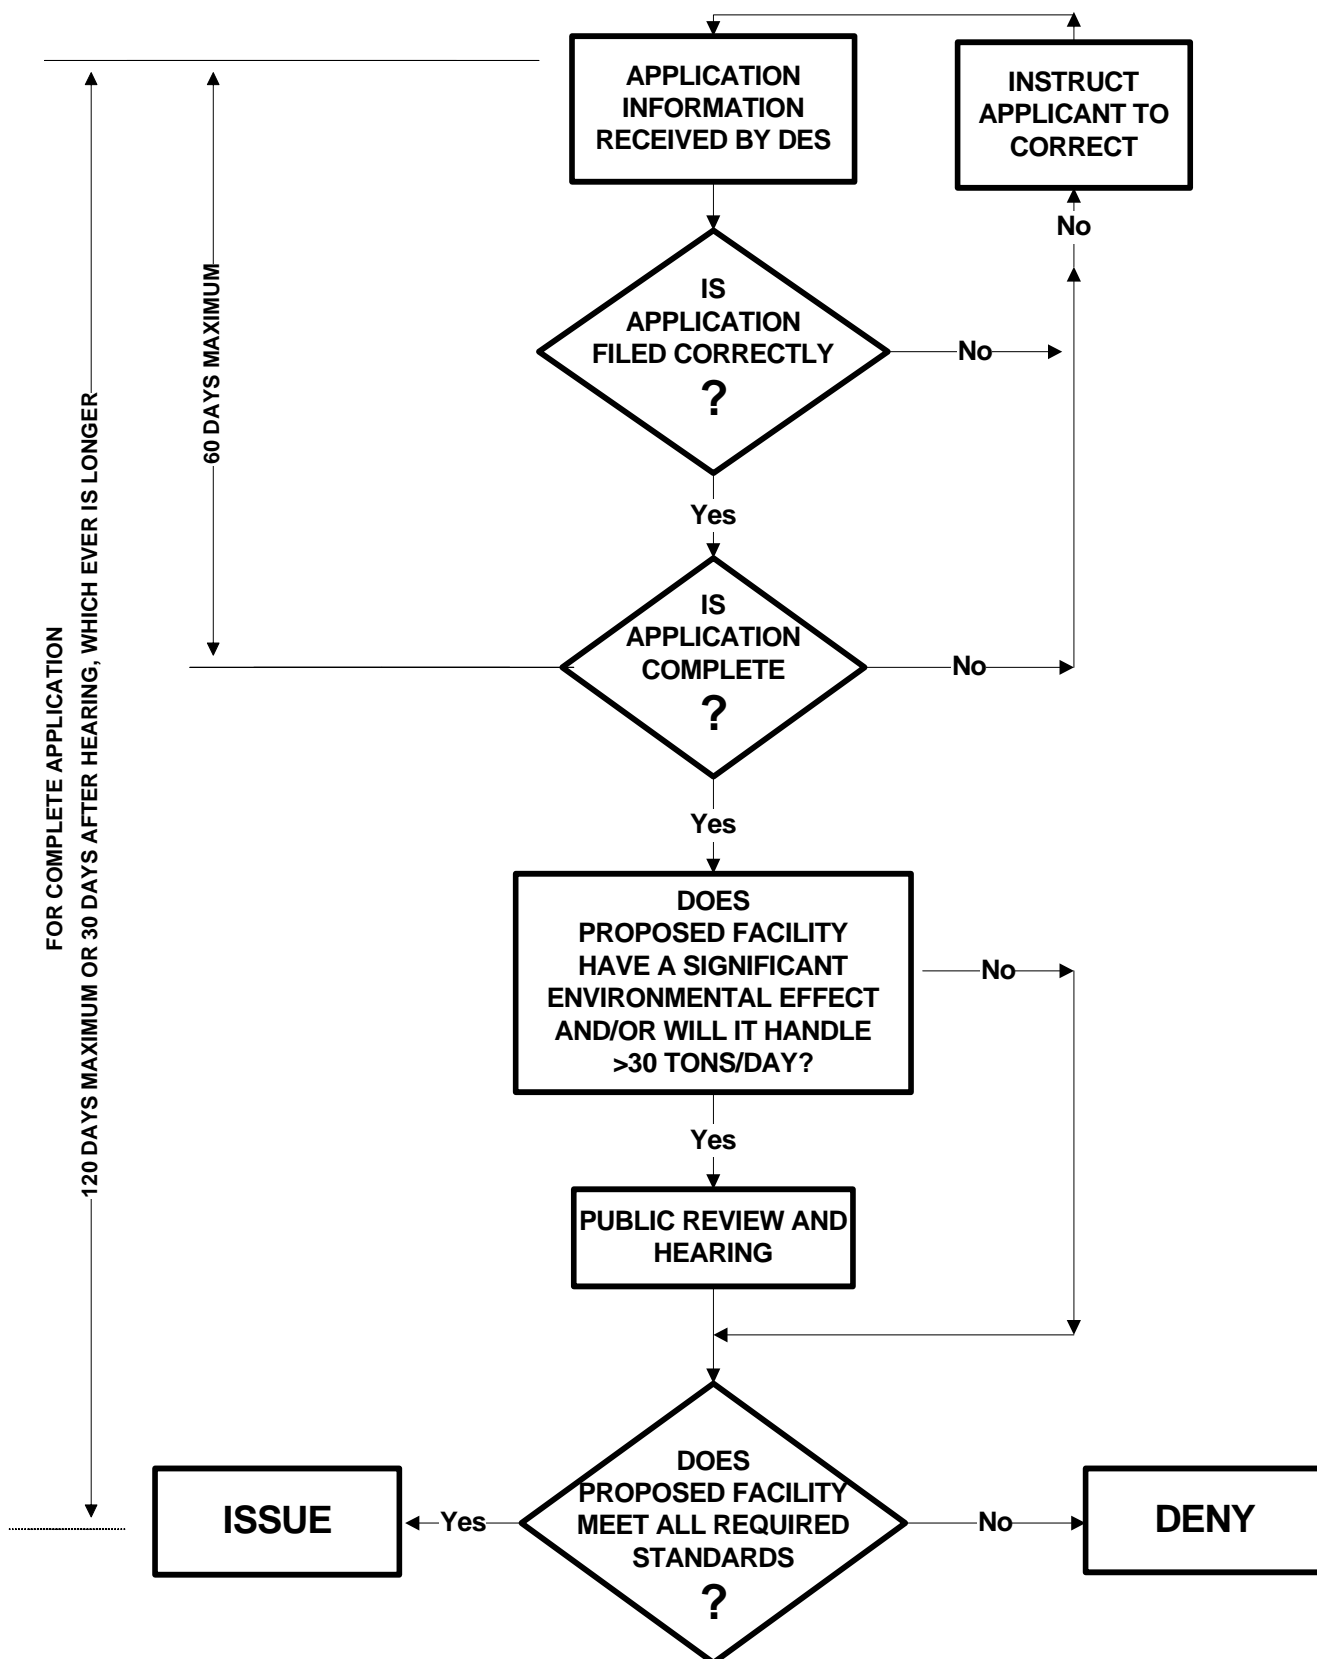 APPLICATION
INFORMATION
RECEIVED BY DES
INSTRUCT
APPLICANT TO
CORRECT
No
IS
APPLICATION
FILED CORRECTLY
?
No
Yes
60 DAYS MAXIMUM
IS
APPLICATION
COMPLETE
?
No
Yes
FOR COMPLETE APPLICATION
120 DAYS MAXIMUM OR 30 DAYS AFTER HEARING, WHICH EVER IS LONGER
DOES
PROPOSED FACILITY
HAVE A SIGNIFICANT
ENVIRONMENTAL EFFECT
AND/OR WILL IT HANDLE
>30 TONS/DAY?
No
Yes
PUBLIC REVIEW AND
HEARING
DOES
PROPOSED FACILITY
MEET ALL REQUIRED
STANDARDS
?
Yes
ISSUE
No
DENY